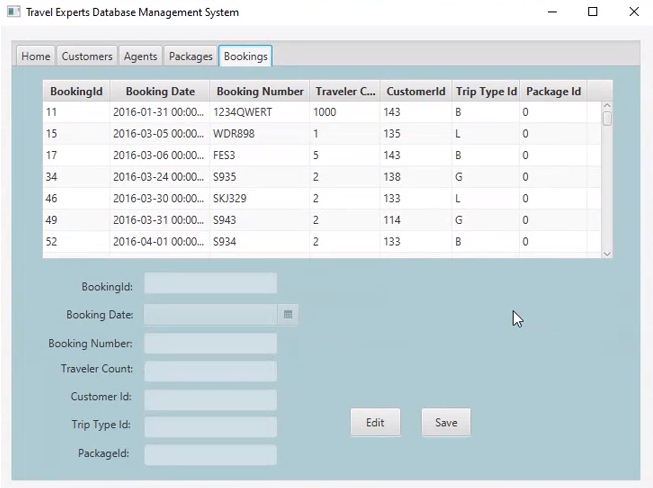 Travel Experts Database Management System
Home Customers Agents Packages Bookings
BookingId Booking Date Booking Number Traveler C... CustomerId Trip Type Id Package Id
11 2016-01-31 00:00... 1234QWERT 1000 143 B 0
15 2016-03-05 00:00... WDR898 1 135 L 0
17 2016-03-06 00:00... FES3 5 143 B 0
34 2016-03-24 00:00... S935 2 138 G 0
46 2016-03-30 00:00... SKJ329 2 133 L 0
49 2016-03-31 00:00... S943 2 114 G 0
52 2016-04-01 00:00... S934 2 133 B 0
BookingId:
Booking Date:
Booking Number:
Traveler Count:
Customer Id:
Trip Type Id:
PackageId:
Edit Save